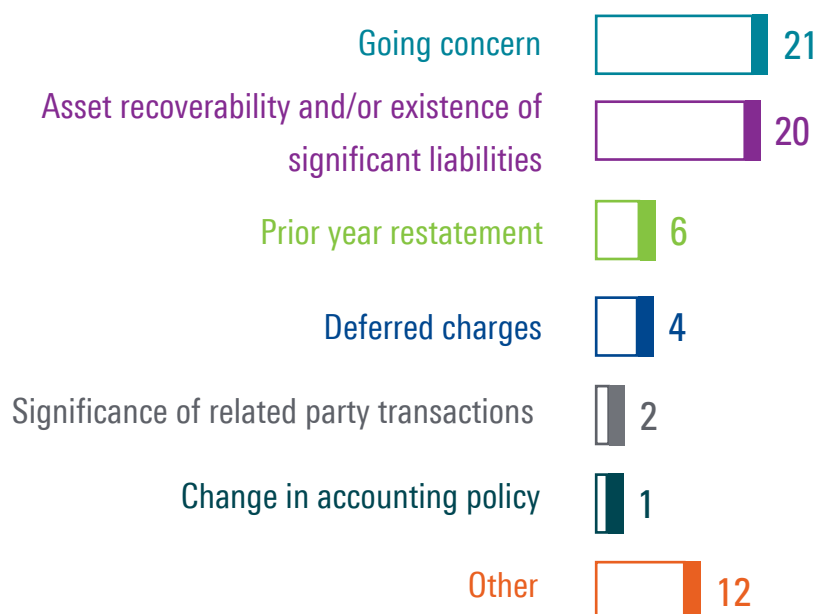 Going concern 21
Asset recoverability and/or existence of
significant liabilities 20
Prior year restatement 6
Deferred charges 4
Significance of related party transactions 2
Change in accounting policy 1
Other 12